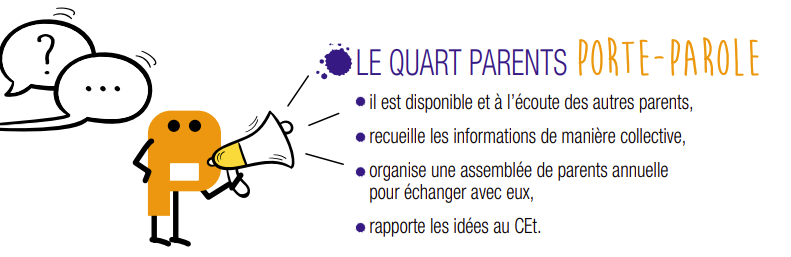 ?
...
LE QUART PARENTS PORTE-PAROLE
• il est disponible et à l'écoute des autres parents,
• recueille les informations de manière collective,
• organise une assemblée de parents annuelle
pour échanger avec eux,
• rapporte les idées au CEt.